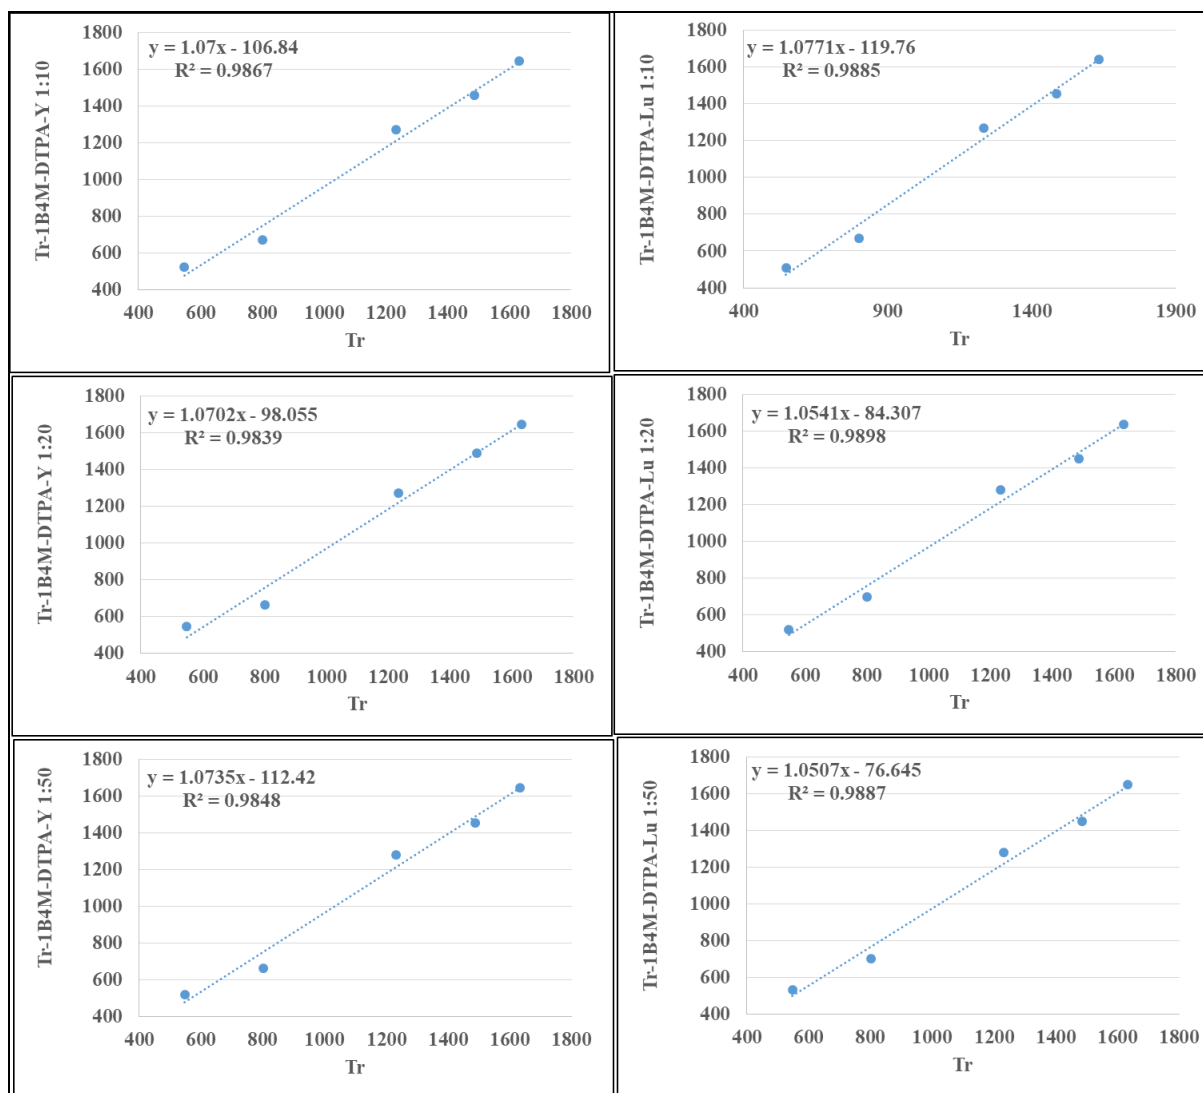 Tr-1B4M-DTPA-Y 1:10
y = 1.07x - 106.84
R² = 0.9867
1800
1600
1400
1200
1000
800
600
400
400 600 800 1000 1200 1400 1600 1800
Tr
Tr-1B4M-DTPA-Lu 1:10
y = 1.0771x - 119.76
R² = 0.9885
1800
1600
1400
1200
1000
800
600
400
400 900 1400 1900
Tr
Tr-1B4M-DTPA-Y 1:20
y = 1.0702x - 98.055
R² = 0.9839
1800
1600
1400
1200
1000
800
600
400
400 600 800 1000 1200 1400 1600 1800
Tr
Tr-1B4M-DTPA-Lu 1:20
y = 1.0541x - 84.307
R² = 0.9898
1800
1600
1400
1200
1000
800
600
400
400 600 800 1000 1200 1400 1600 1800
Tr
Tr-1B4M-DTPA-Y 1:50
y = 1.0735x - 112.42
R² = 0.9848
1800
1600
1400
1200
1000
800
600
400
400 600 800 1000 1200 1400 1600 1800
Tr
Tr-1B4M-DTPA-Lu 1:50
y = 1.0507x - 76.645
R² = 0.9887
1800
1600
1400
1200
1000
800
600
400
400 600 800 1000 1200 1400 1600 1800
Tr